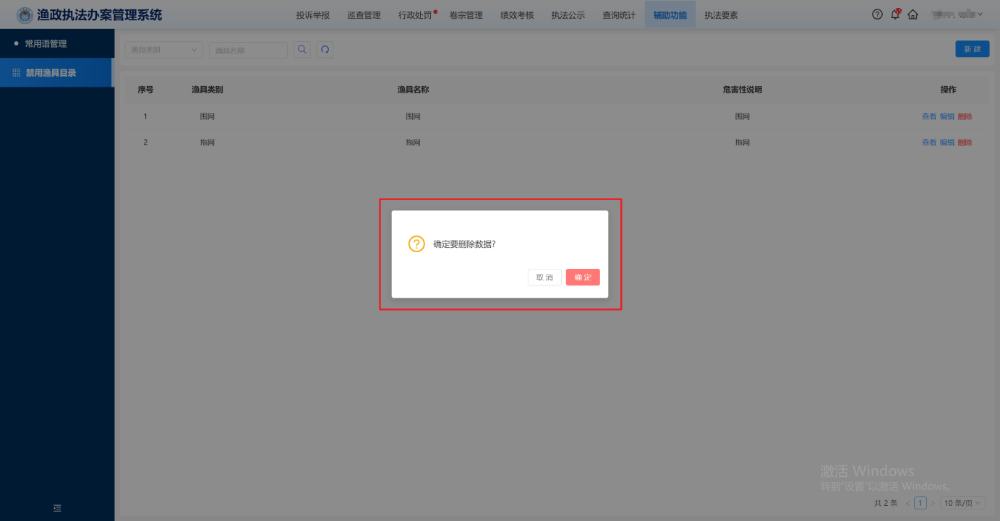 渔政执法办案管理系统
投诉举报 巡查管理 行政处罚 卷宗管理 绩效考核 执法公示 查询统计 辅助功能 执法要素
常用语管理
禁用渔具目录
渔具类别 渔具名称 新 建
序号 渔具类别 渔具名称 危害性说明 操作
1 围网 围网 围网 查看 编辑 删除
2 拖网 拖网 拖网 查看 编辑 删除
确定要删除数据?
取 消 确 定
激活 Windows
转到"设置"以激活 Windows。
共 2 条 < 1 > 10 条/页